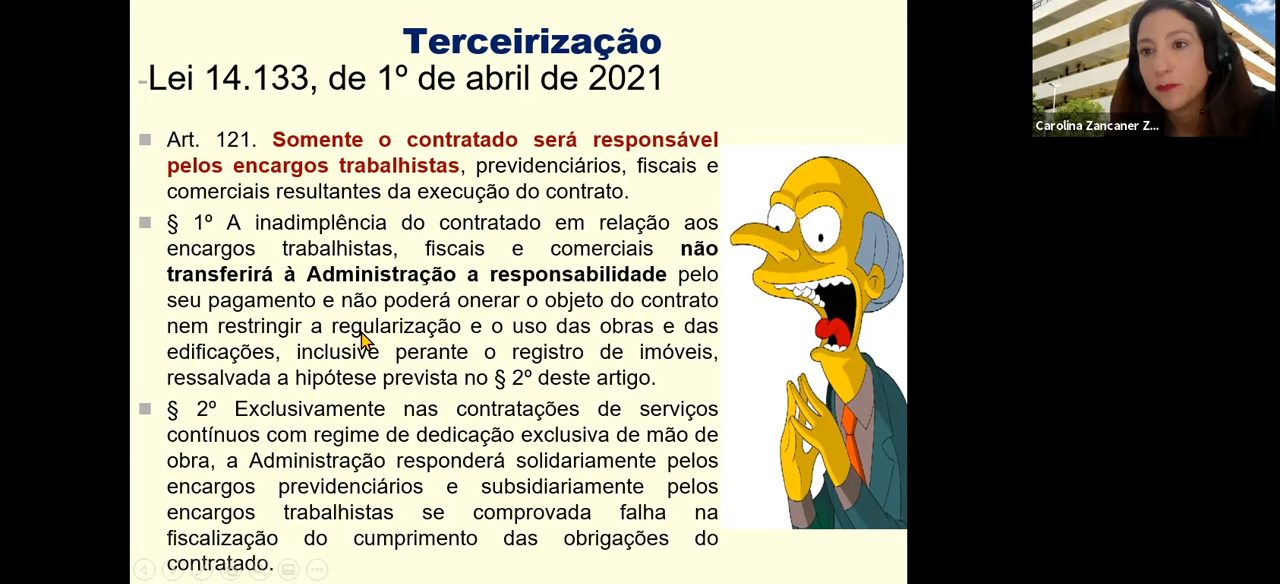 Terceirização
-Lei 14.133, de 1º de abril de 2021
Art. 121. Somente o contratado será responsável
pelos encargos trabalhistas, previdenciários, fiscais e
comerciais resultantes da execução do contrato.
§ 1º A inadimplência do contratado em relação aos
encargos trabalhistas, fiscais e comerciais não
transferirá à Administração a responsabilidade pelo
seu pagamento e não poderá onerar o objeto do contrato
nem restringir a regularização e o uso das obras e das
edificações, inclusive perante o registro de imóveis,
ressalvada a hipótese prevista no § 2º deste artigo.
§ 2º Exclusivamente nas contratações de serviços
contínuos com regime de dedicação exclusiva de mão de
obra, a Administração responderá solidariamente pelos
encargos previdenciários e subsidiariamente pelos
encargos trabalhistas se comprovada falha na
fiscalização do cumprimento das obrigações do
contratado.
Carolina Zancaner Z...